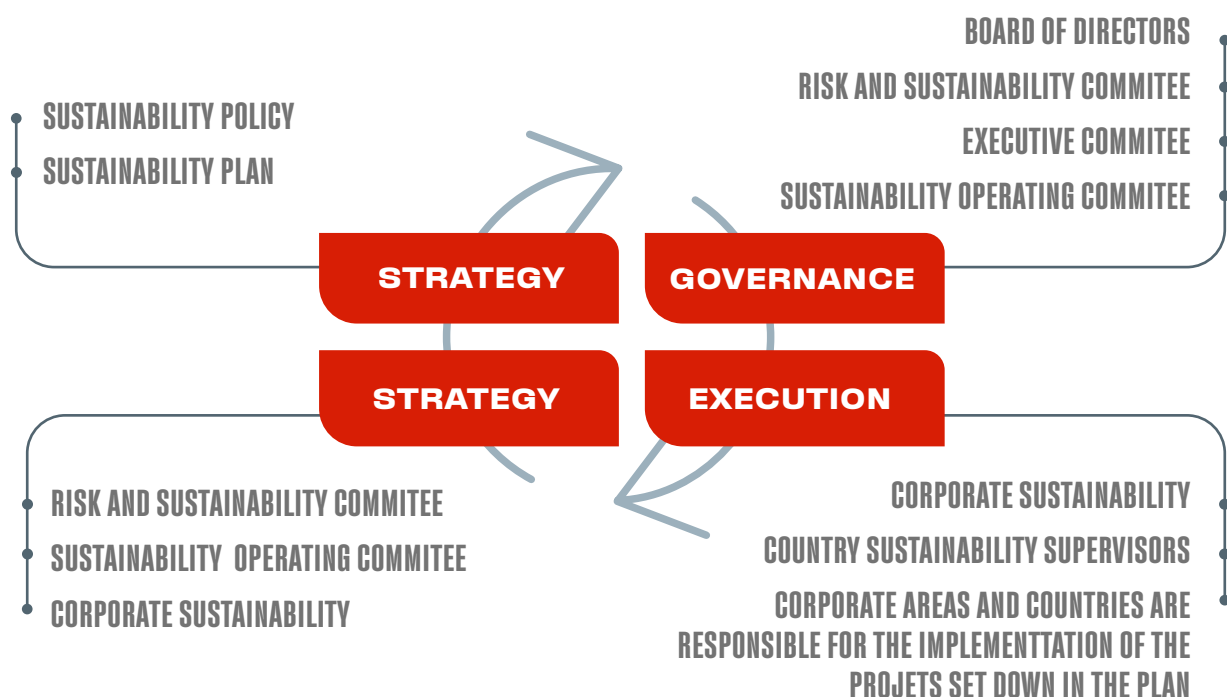 SUSTAINABILITY POLICY
SUSTAINABILITY PLAN
BOARD OF DIRECTORS
RISK AND SUSTAINABILITY COMMITEE
EXECUTIVE COMMITEE
SUSTAINABILITY OPERATING COMMITEE
STRATEGY
GOVERNANCE
STRATEGY
EXECUTION
RISK AND SUSTAINABILITY COMMITEE
SUSTAINABILITY OPERATING COMMITEE
CORPORATE SUSTAINABILITY
CORPORATE SUSTAINABILITY
COUNTRY SUSTAINABILITY SUPERVISORS
CORPORATE AREAS AND COUNTRIES ARE
RESPONSIBLE FOR THE IMPLEMENTTATION OF THE
PROJETS SET DOWN IN THE PLAN